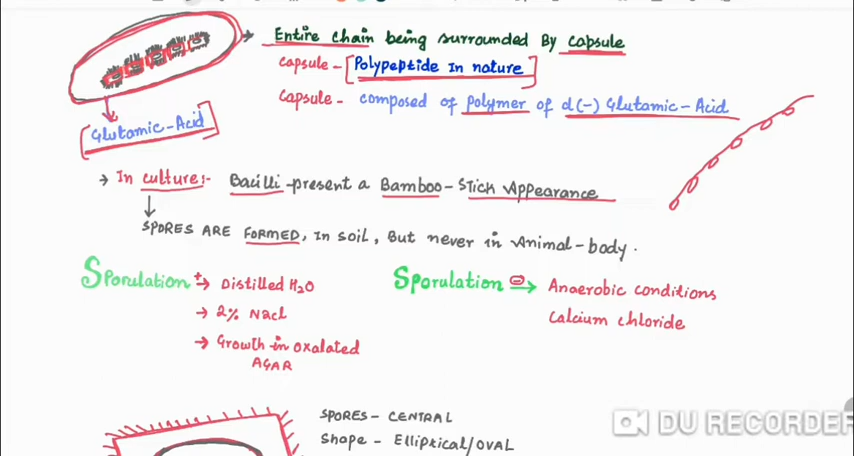 Entire chain being surrounded By capsule
capsule - [Polypeptide In nature]
capsule - composed of polymer of d(-) Glutamic-Acid
[Glutamic-Acid]
→ In culture:- Bacilli present a Bamboo-Stick Appearance
SPORES ARE FORMED, In soil, But never in Animal-body.
Sporulation + → Distilled H2O
→ 2% Nacl
→ Growth in oxalated
AGAR
Sporulation ⊖ → Anaerobic conditions
Calcium chloride
SPORES - CENTRAL
Shape - Elliptical/OVAL
DU RECORDER